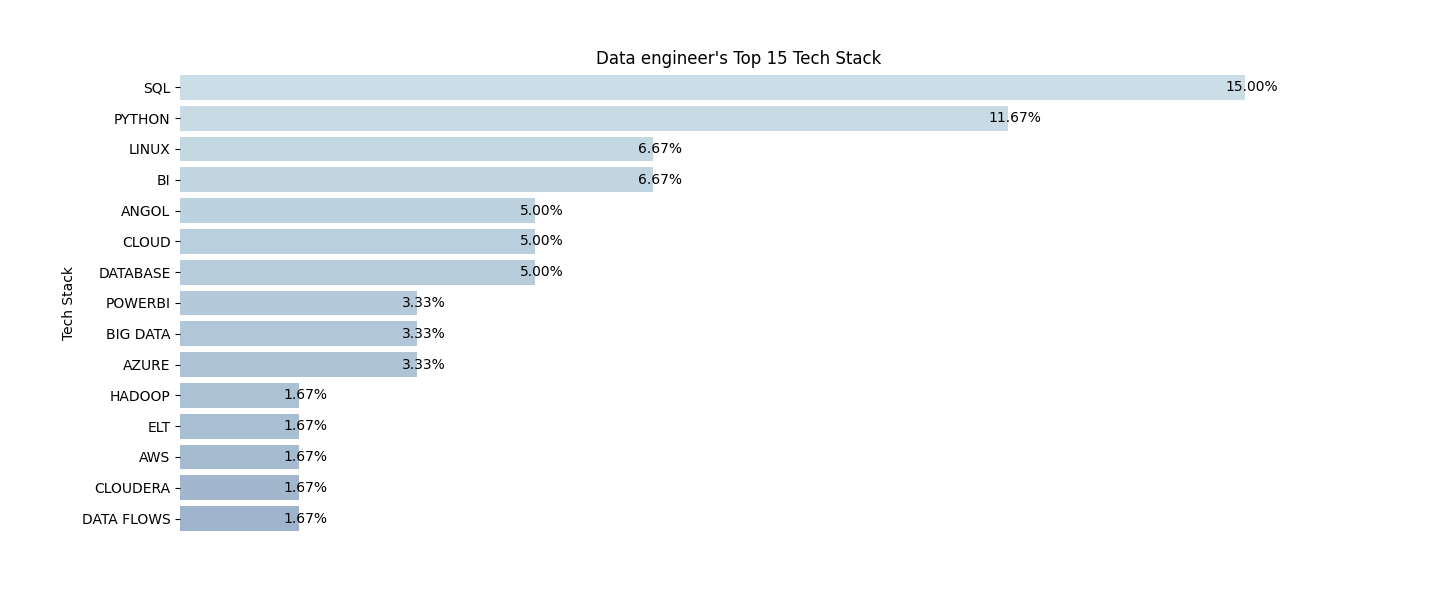 Data engineer's Top 15 Tech Stack
SQL 15.00%
PYTHON 11.67%
LINUX 6.67%
BI 6.67%
ANGOL 5.00%
CLOUD 5.00%
DATABASE 5.00%
POWERBI 3.33%
BIG DATA 3.33%
AZURE 3.33%
HADOOP 1.67%
ELT 1.67%
AWS 1.67%
CLOUDERA 1.67%
DATA FLOWS 1.67%
Tech Stack